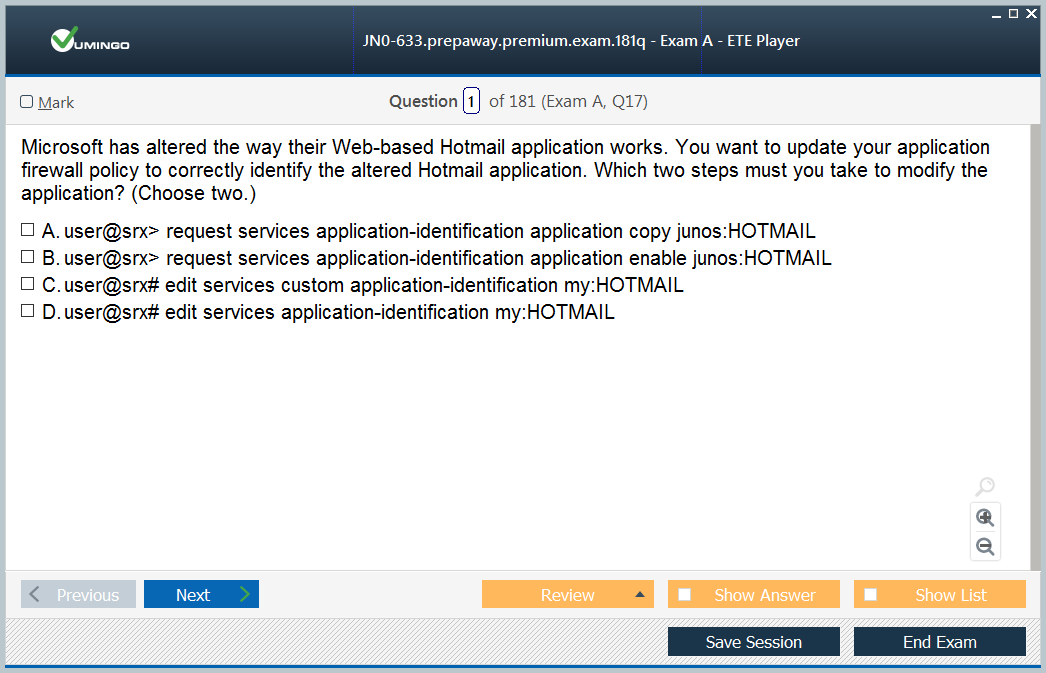 VUMINGO
JN0-633.prepaway.premium.exam.181q - Exam A - ETE Player
Mark
Question 1 of 181 (Exam A, Q17)
Microsoft has altered the way their Web-based Hotmail application works. You want to update your application
firewall policy to correctly identify the altered Hotmail application. Which two steps must you take to modify the
application? (Choose two.)
A. user@srx> request services application-identification application copy junos:HOTMAIL
B. user@srx> request services application-identification application enable junos:HOTMAIL
C. user@srx# edit services custom application-identification my:HOTMAIL
D. user@srx# edit services application-identification my:HOTMAIL
Previous
Next
Review
Show Answer
Show List
Save Session
End Exam